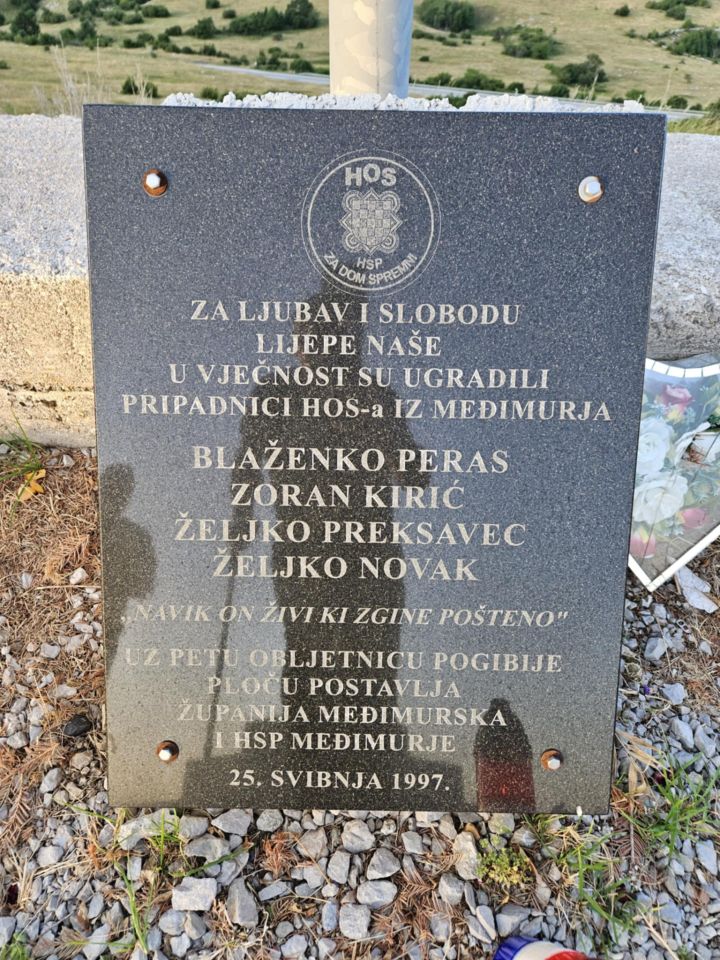 HOS
HSP
ZA DOM SPREMNI
ZA LJUBAV I SLOBODU
LIJEPE NAŠE
U VJEČNOST SU UGRADILI
PRIPADNICI HOS-a IZ MEĐIMURJA
BLAŽENKO PERAS
ZORAN KIRIĆ
ŽELJKO PREKSAVEC
ŽELJKO NOVAK
„NAVIK ON ŽIVI KI ZGINE POŠTENO"
UZ PETU OBLJETNICU POGIBIJE
PLOČU POSTAVLJA
ŽUPANIJA MEĐIMURSKA
I HSP MEĐIMURJE
25. SVIBNJA 1997.